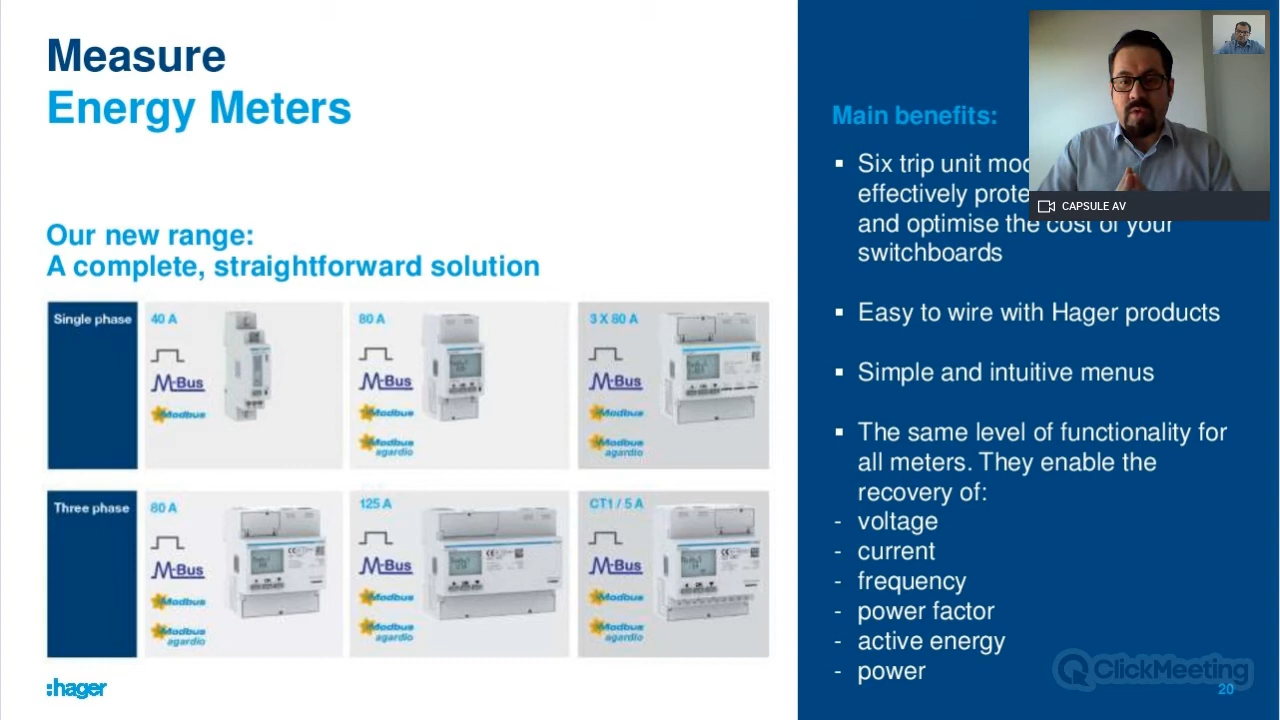 Measure
Energy Meters
Our new range:
A complete, straightforward solution
Single phase
40 A
M-Bus
Modbus
80 A
M-Bus
Modbus
Modbus
agardio
3 X 80 A
M-Bus
Modbus
Modbus
agardio
Three phase
80 A
M-Bus
Modbus
Modbus
agardio
125 A
M-Bus
Modbus
Modbus
agardio
CT1 / 5 A
M-Bus
Modbus
Modbus
agardio
:hager
Main benefits:
▪ Six trip unit
effectively
and optimise the cost of your
switchboards
▪ Easy to wire with Hager products
▪ Simple and intuitive menus
▪ The same level of functionality for
all meters. They enable the
recovery of:
- voltage
- current
- frequency
- power factor
- active energy
- power
CAPSULE AV
ClickMeeting
20